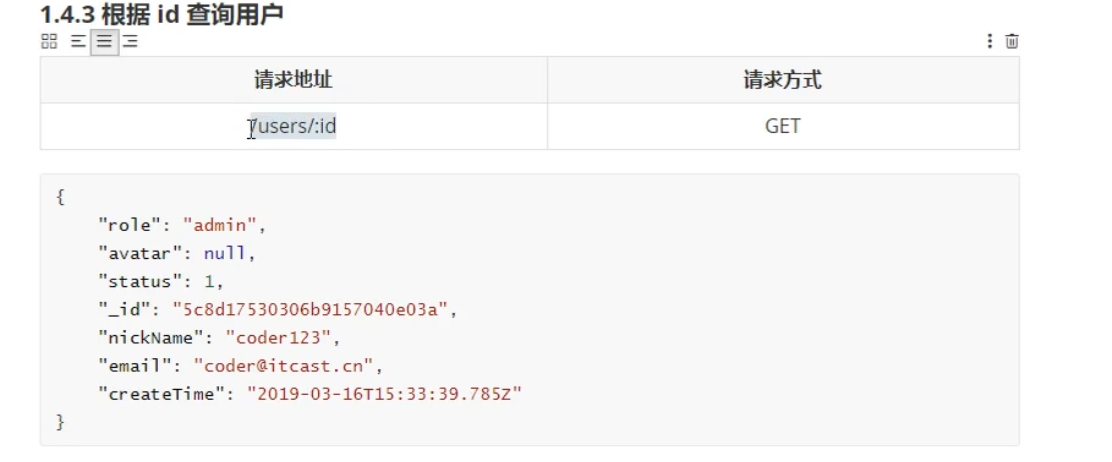 1.4.3 根据 id 查询用户
请求地址 请求方式
/users/:id GET
{
"role": "admin",
"avatar": null,
"status": 1,
"_id": "5c8d17530306b9157040e03a",
"nickName": "coder123",
"email": "coder@itcast.cn",
"createTime": "2019-03-16T15:33:39.785Z"
}